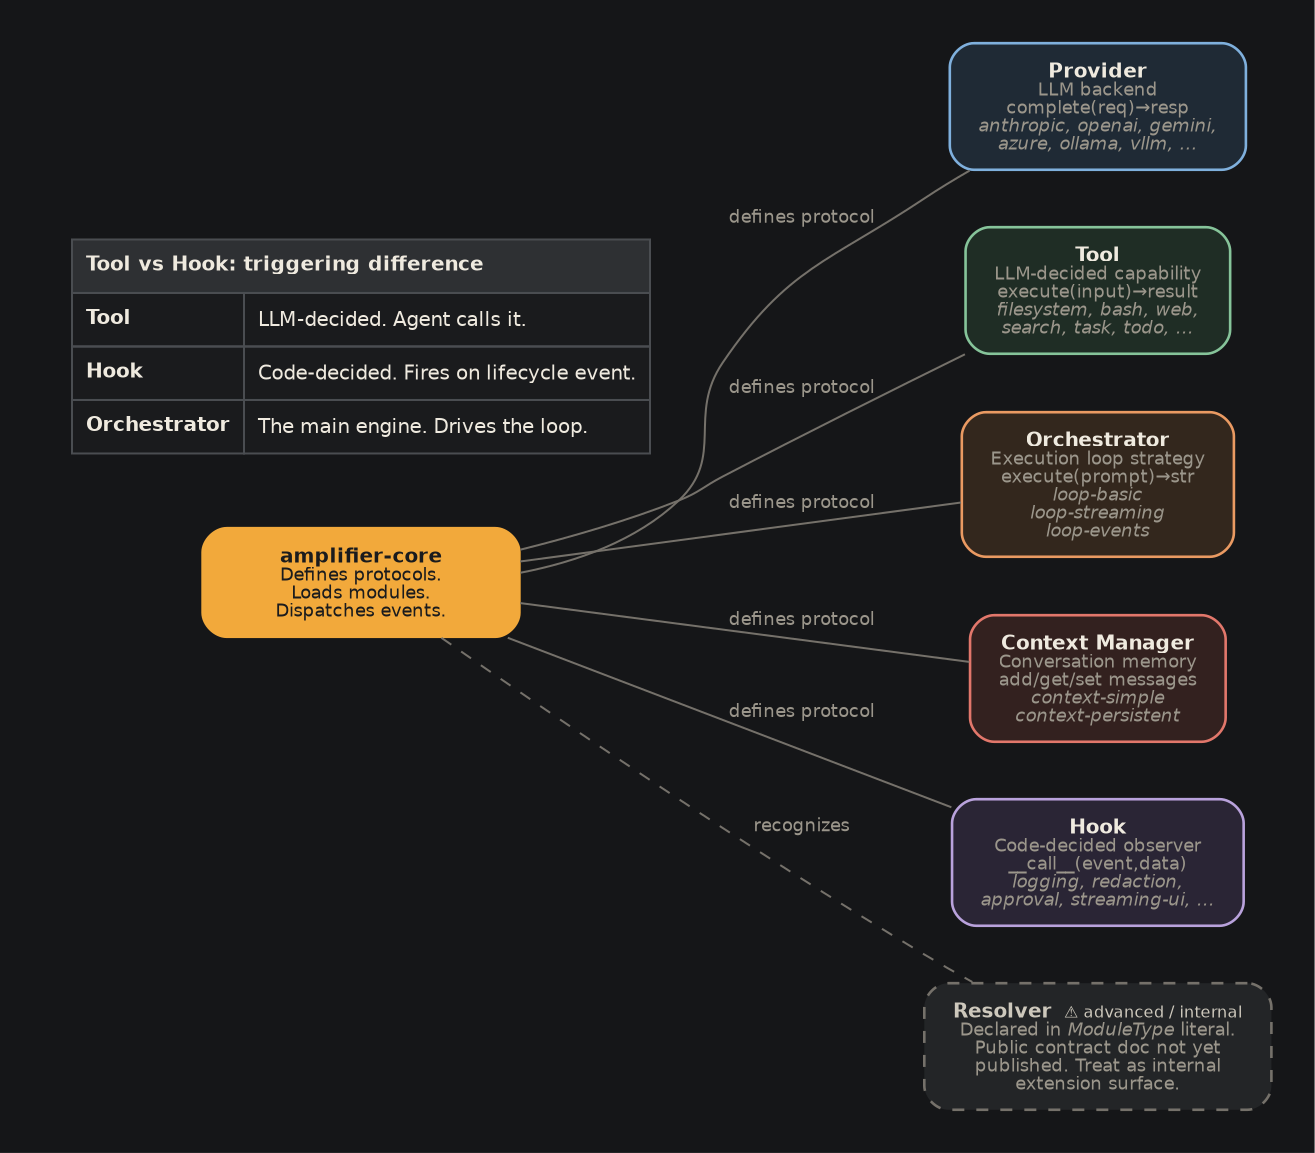 Provider
LLM backend
complete(req)→resp
anthropic, openai, gemini,
azure, ollama, vllm, …
defines protocol
Tool
LLM-decided capability
execute(input)→result
filesystem, bash, web,
search, task, todo, …
Tool vs Hook: triggering difference
Tool
LLM-decided. Agent calls it.
Hook
Code-decided. Fires on lifecycle event.
Orchestrator
The main engine. Drives the loop.
defines protocol
Orchestrator
Execution loop strategy
execute(prompt)→str
loop-basic
loop-streaming
loop-events
defines protocol
amplifier-core
Defines protocols.
Loads modules.
Dispatches events.
defines protocol
Context Manager
Conversation memory
add/get/set messages
context-simple
context-persistent
defines protocol
Hook
Code-decided observer
__call__(event,data)
logging, redaction,
approval, streaming-ui, …
recognizes
Resolver ⚠ advanced / internal
Declared in ModuleType literal.
Public contract doc not yet
published. Treat as internal
extension surface.